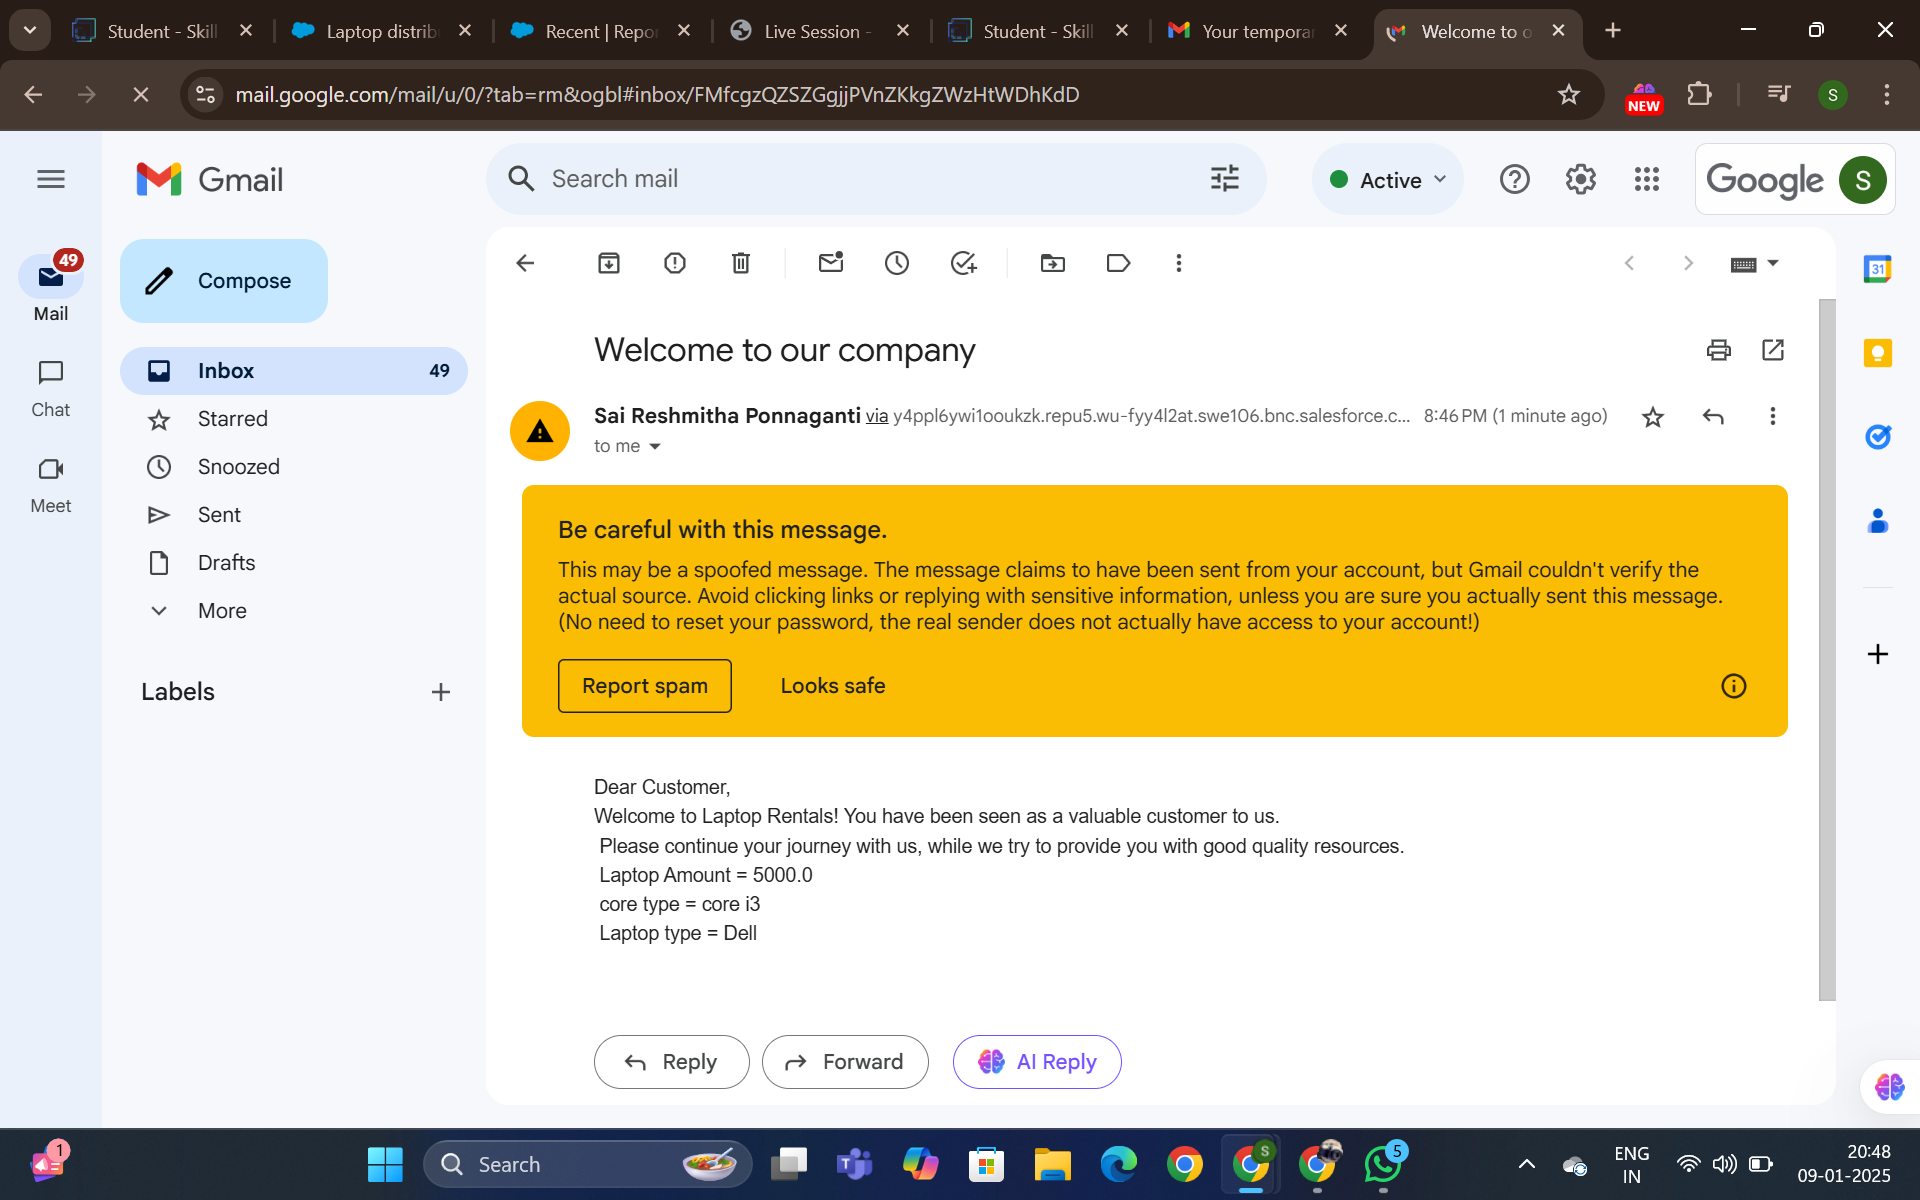 Student - Skill
Laptop distrib
Recent | Repo
Live Session -
Student - Skill
Your tempora
Welcome to o
mail.google.com/mail/u/0/?tab=rm&ogbl#inbox/FMfcgzQZSZGgjjPVnZKkgZWzHtWDhKdD
NEW
S
Gmail
Search mail
Active
Google
S
49
Mail
Chat
Meet
Compose
Inbox 49
Starred
Snoozed
Sent
Drafts
More
Labels
31
Welcome to our company
Sai Reshmitha Ponnaganti via y4ppl6ywi1ooukzk.repu5.wu-fyy4l2at.swe106.bnc.salesforce.c... 8:46 PM (1 minute ago)
to me
Be careful with this message.
This may be a spoofed message. The message claims to have been sent from your account, but Gmail couldn't verify the
actual source. Avoid clicking links or replying with sensitive information, unless you are sure you actually sent this message.
(No need to reset your password, the real sender does not actually have access to your account!)
Report spam
Looks safe
Dear Customer,
Welcome to Laptop Rentals! You have been seen as a valuable customer to us.
Please continue your journey with us, while we try to provide you with good quality resources.
Laptop Amount = 5000.0
core type = core i3
Laptop type = Dell
Reply
Forward
AI Reply
1
Search
S
5
ENG
IN
20:48
09-01-2025